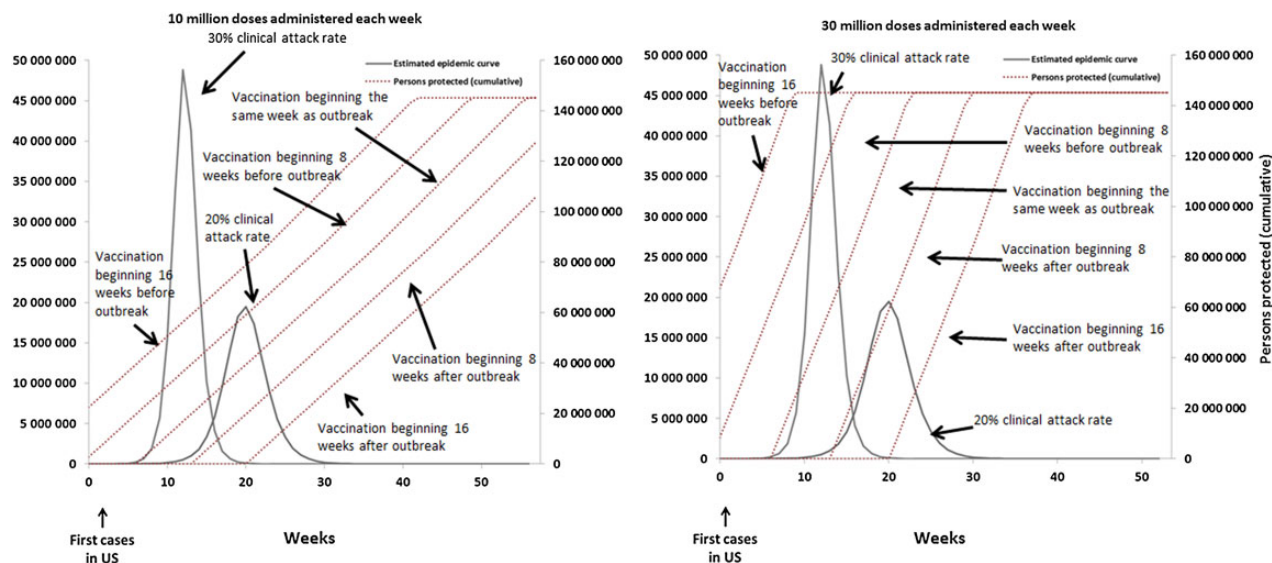 10 million doses administered each week
30% clinical attack rate
50 000 000
45 000 000
40 000 000
35 000 000
30 000 000
25 000 000
20 000 000
15 000 000
10 000 000
5 000 000
0
Estimated epidemic curve
Persons protected (cumulative)
Vaccination beginning the
same week as outbreak
Vaccination beginning 8
weeks before outbreak
20% clinical
attack rate
Vaccination
beginning 16
weeks before
outbreak
Vaccination beginning 8
weeks after outbreak
Vaccination beginning 16
weeks after outbreak
160 000 000
140 000 000
120 000 000
100 000 000
80 000 000
60 000 000
40 000 000
20 000 000
0
0 10 20 30 40 50
First cases
in US
Weeks
30 million doses administered each week
50 000 000
45 000 000
40 000 000
35 000 000
30 000 000
25 000 000
20 000 000
15 000 000
10 000 000
5 000 000
0
30% clinical attack rate
Estimated epidemic curve
Persons protected (cumulative)
Vaccination
beginning 16
weeks before
outbreak
Vaccination beginning 8
weeks before outbreak
Vaccination beginning the
same week as outbreak
Vaccination beginning 8
weeks after outbreak
Vaccination beginning 16
weeks after outbreak
20% clinical attack rate
160 000 000
140 000 000
120 000 000
100 000 000
80 000 000
60 000 000
40 000 000
20 000 000
0
Persons protected (cumulative)
0 10 20 30 40 50
First cases
in US
Weeks